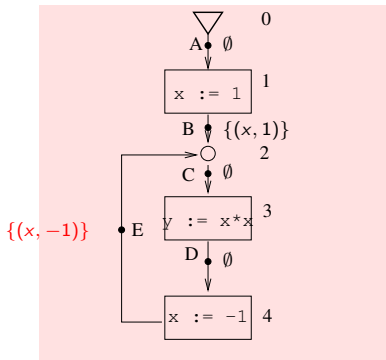 0
A ∅
1
x := 1
B {(x, 1)}
2
C ∅
3
{(x, −1)} E
y := x*x
D ∅
x := -1
4